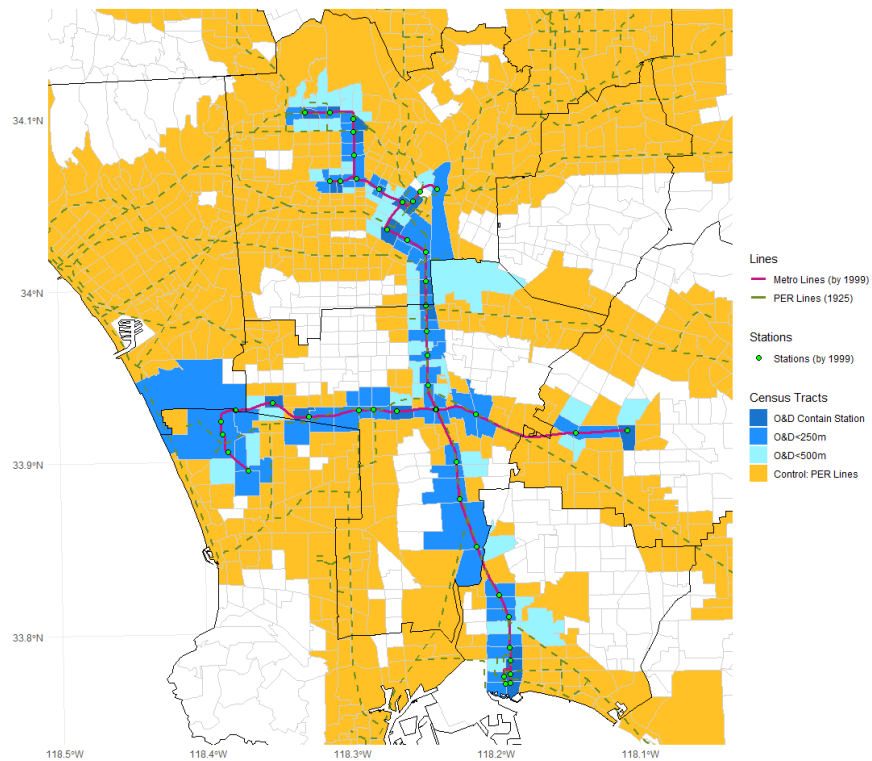 34.1°N
34°N
33.9°N
33.8°N
118.5°W
118.4°W
118.3°W
118.2°W
118.1°W
Lines
Metro Lines (by 1999)
PER Lines (1925)
Stations
Stations (by 1999)
Census Tracts
O&D Contain Station
O&D<250m
O&D<500m
Control: PER Lines